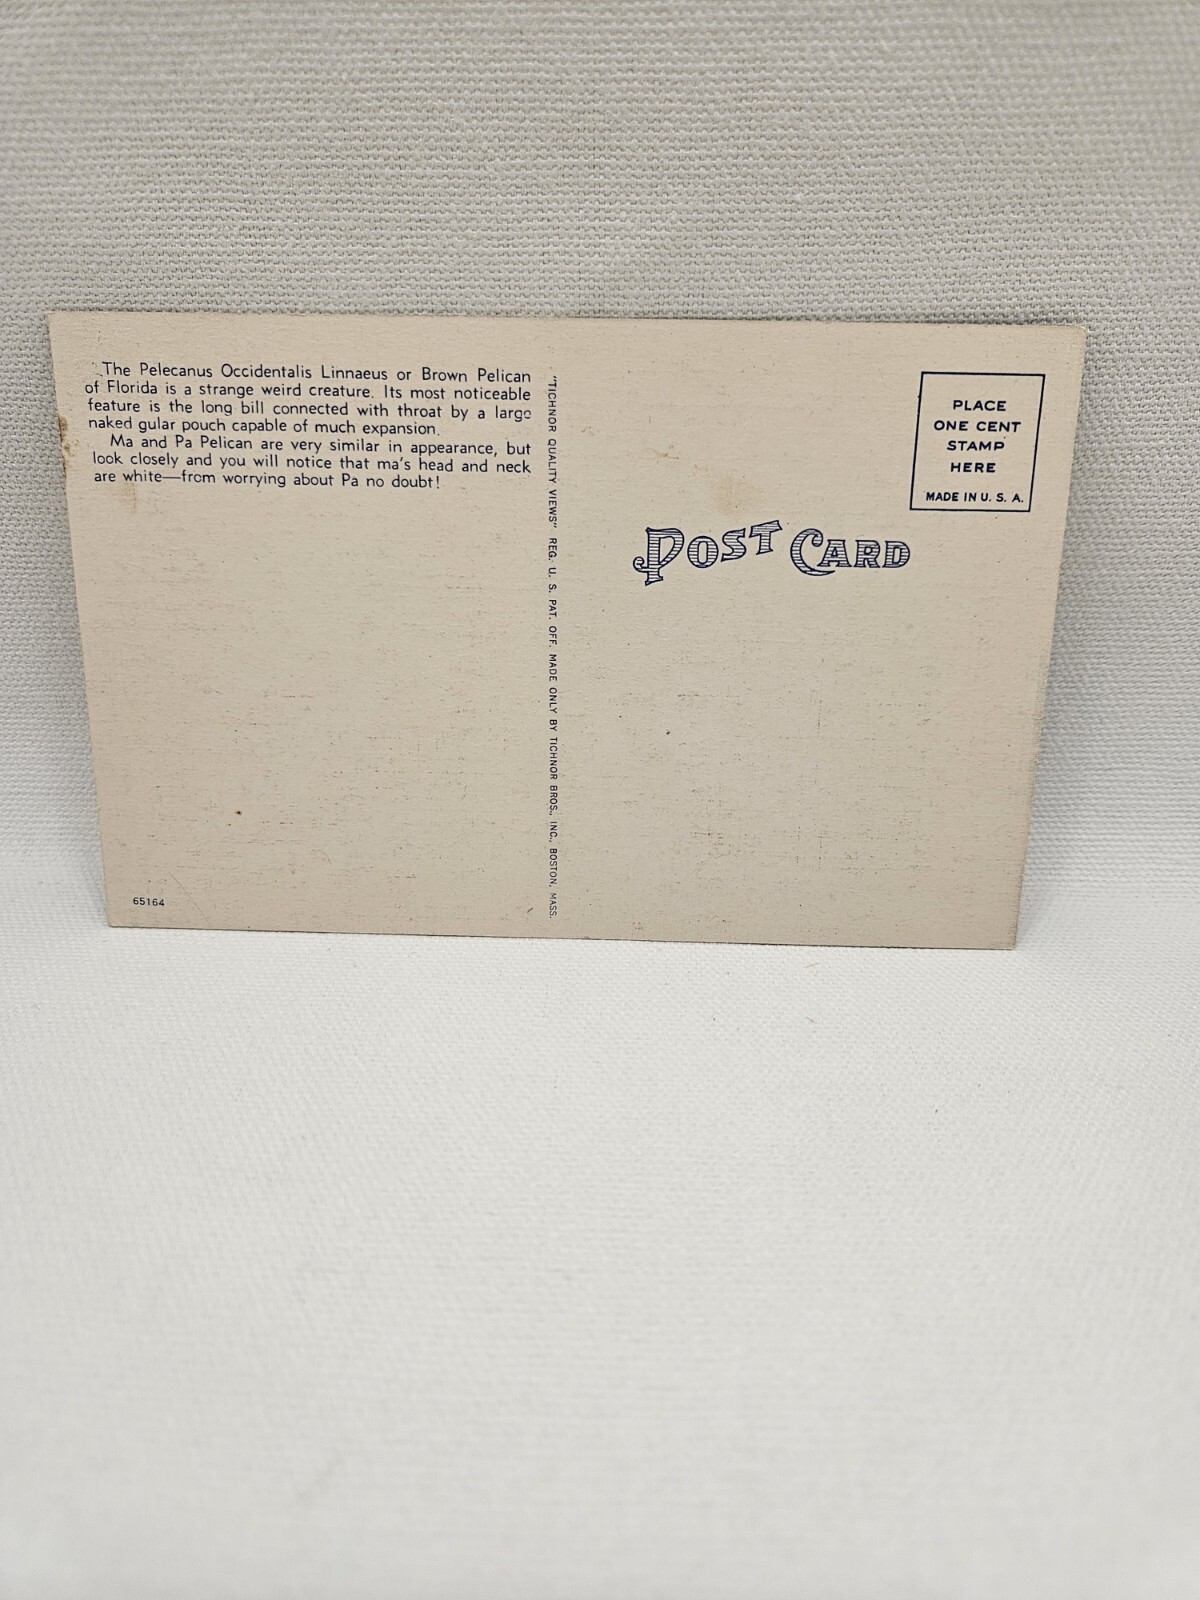 The Pelecanus Occidentalis Linnaeus or Brown Pelican
of Florida is a strange weird creature. Its most noticeable
feature is the long bill connected with throat by a large
naked gular pouch capable of much expansion.
Ma and Pa Pelican are very similar in appearance, but
look closely and you will notice that ma's head and neck
are white—from worrying about Pa no doubt!
65164
"TICHNOR QUALITY VIEWS" REG. U. S. PAT. OFF. MADE ONLY BY TICHNOR BROS., INC., BOSTON, MASS.
POST CARD
PLACE
ONE CENT
STAMP
HERE
MADE IN U. S. A.